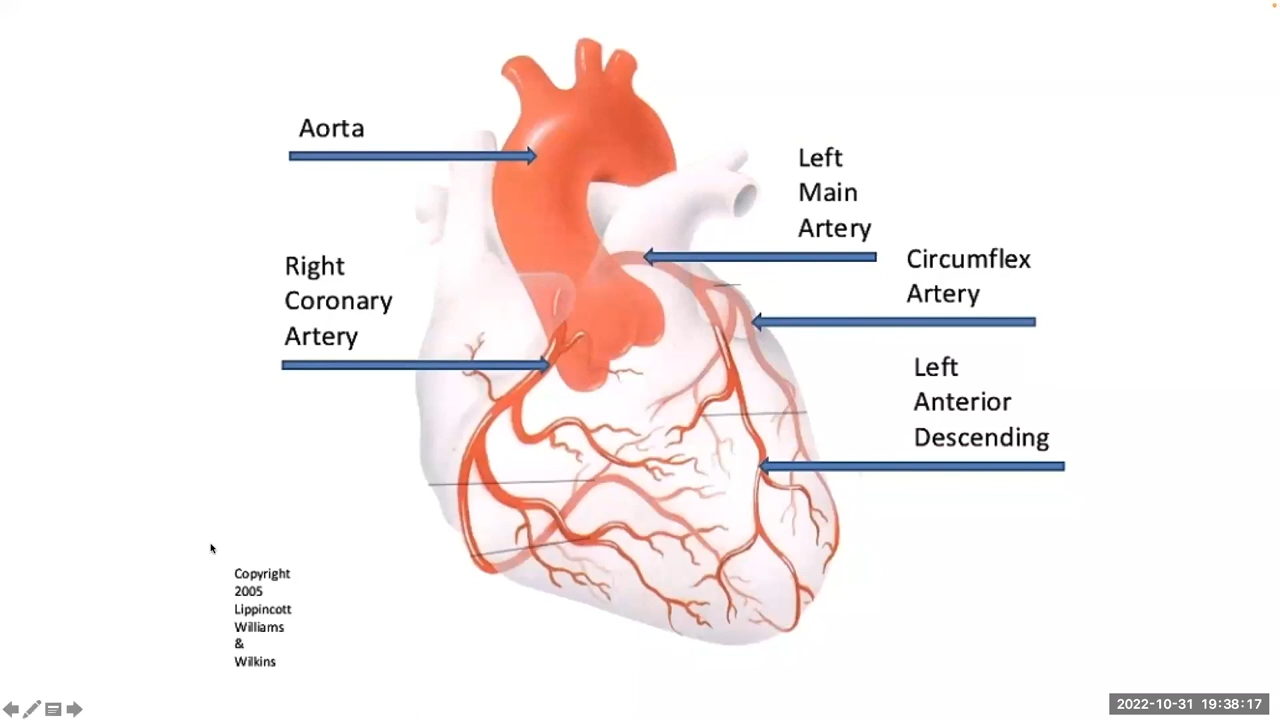 Aorta
Left
Main
Artery
Right
Coronary
Artery
Circumflex
Artery
Left
Anterior
Descending
Copyright
2005
Lippincott
Williams
&
Wilkins
2022-10-31 19:38:17